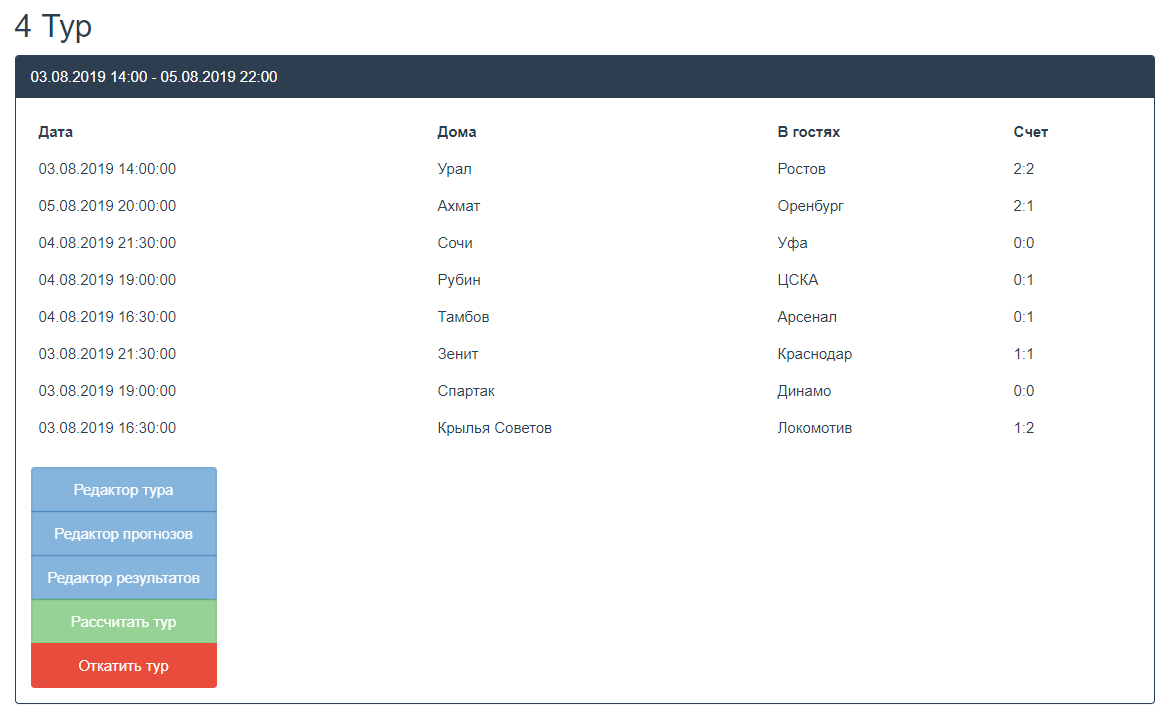 4 Тур
03.08.2019 14:00 - 05.08.2019 22:00
Дата Дома В гостях Счет
03.08.2019 14:00:00 Урал Ростов 2:2
05.08.2019 20:00:00 Ахмат Оренбург 2:1
04.08.2019 21:30:00 Сочи Уфа 0:0
04.08.2019 19:00:00 Рубин ЦСКА 0:1
04.08.2019 16:30:00 Тамбов Арсенал 0:1
03.08.2019 21:30:00 Зенит Краснодар 1:1
03.08.2019 19:00:00 Спартак Динамо 0:0
03.08.2019 16:30:00 Крылья Советов Локомотив 1:2
Редактор тура
Редактор прогнозов
Редактор результатов
Рассчитать тур
Откатить тур